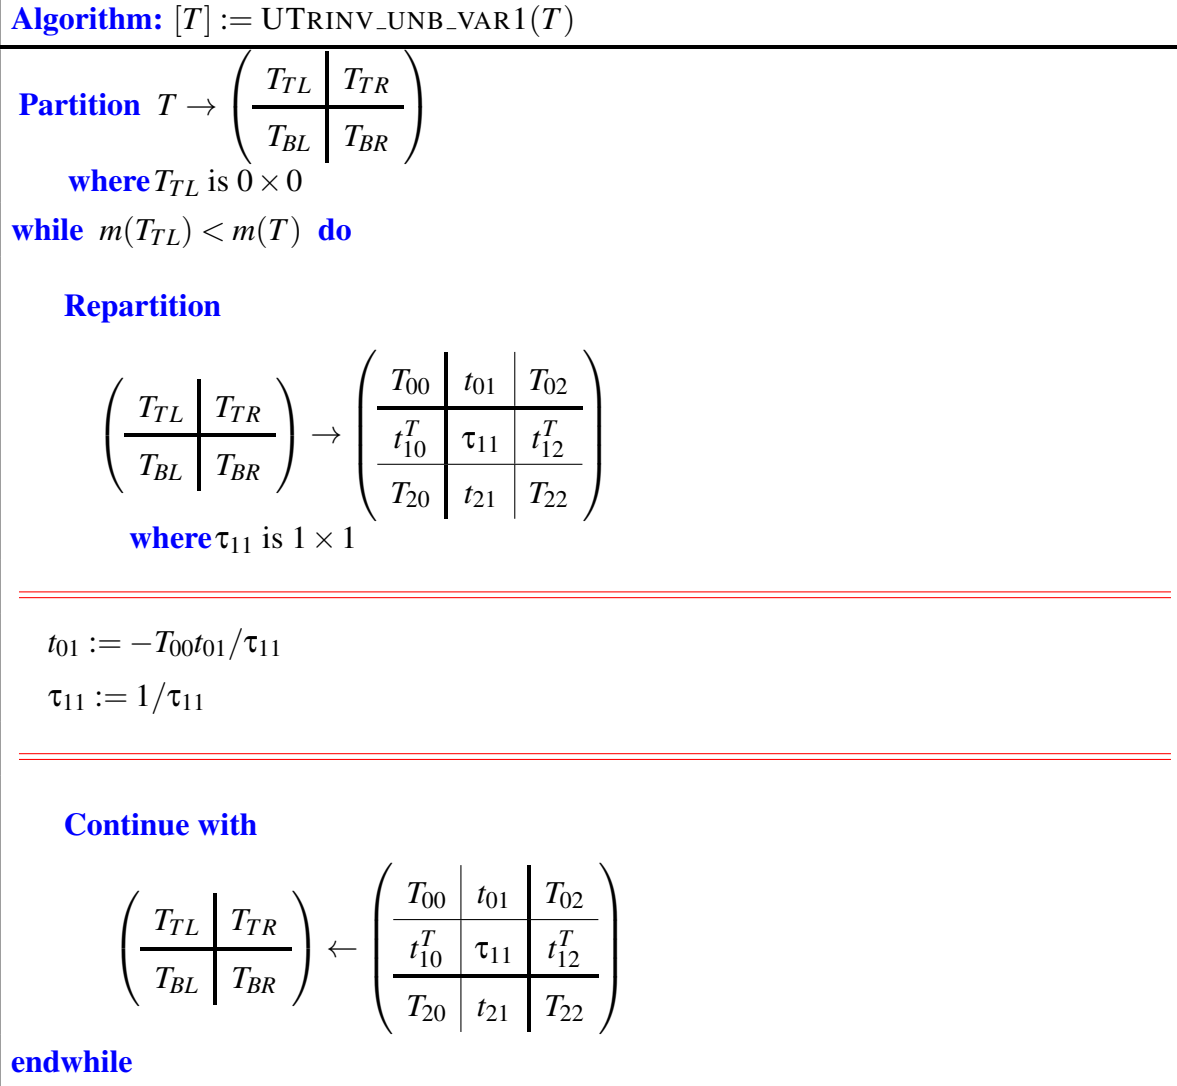 Algorithm: [T] := UTRINV_UNB_VAR1(T)
Partition T → ( T_TL | T_TR
T_BL | T_BR )
where T_TL is 0 × 0
while m(T_TL) < m(T) do
Repartition
( T_TL | T_TR
T_BL | T_BR ) → ( T_00 | t_01 | T_02
t_10^T | τ_11 | t_12^T
T_20 | t_21 | T_22 )
where τ_11 is 1 × 1
t_01 := −T_00 t_01/τ_11
τ_11 := 1/τ_11
Continue with
( T_TL | T_TR
T_BL | T_BR ) ← ( T_00 | t_01 | T_02
t_10^T | τ_11 | t_12^T
T_20 | t_21 | T_22 )
endwhile